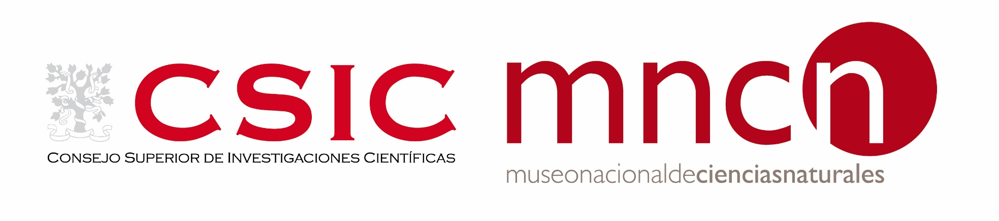 CSIC
CONSEJO SUPERIOR DE INVESTIGACIONES CIENTÍFICAS
mncn
museonacionaldecienciasnaturales